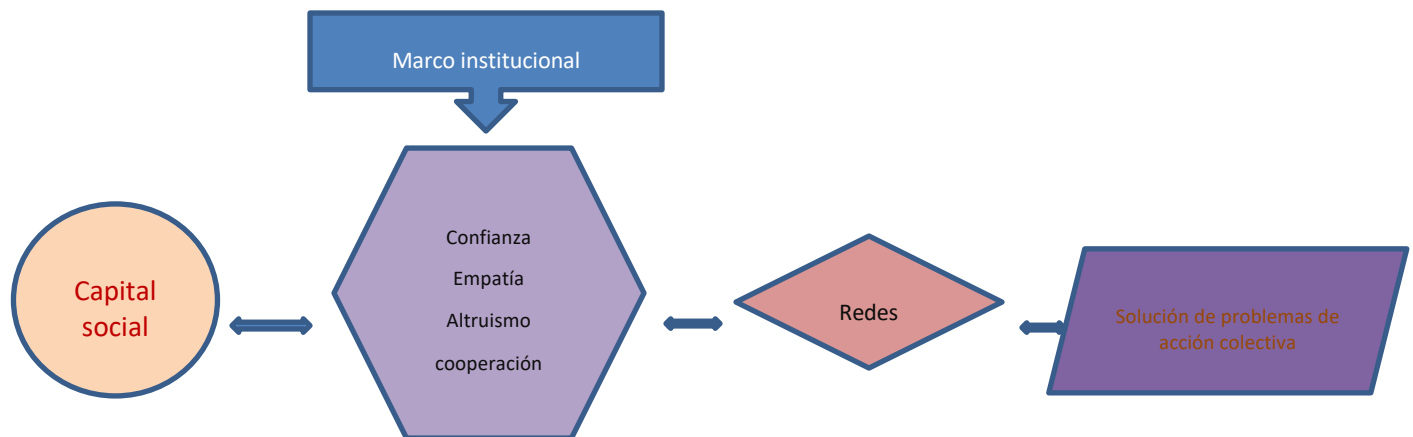 Marco institucional
Capital
social
Confianza
Empatía
Altruismo
cooperación
Redes
Solución de problemas de
acción colectiva